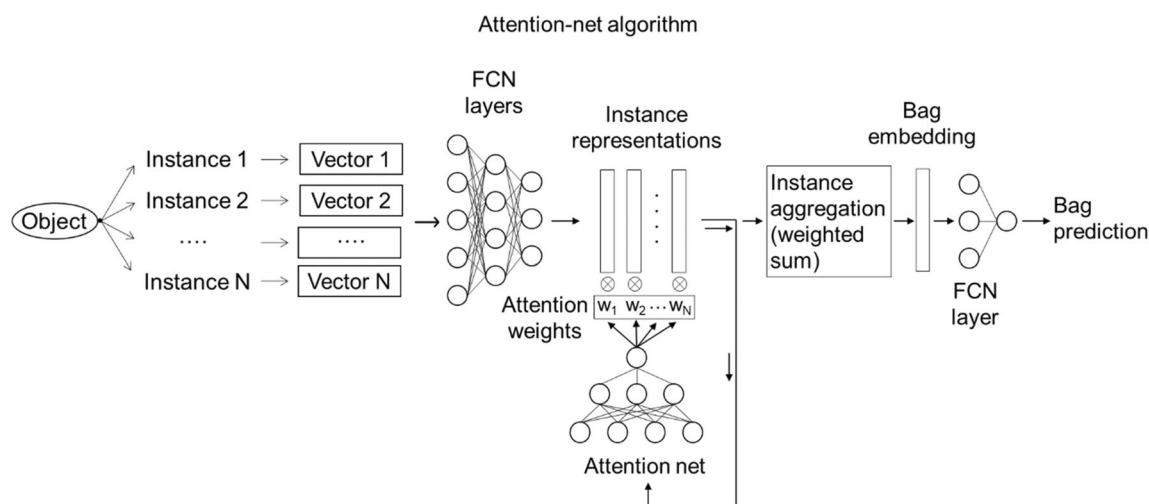 Attention-net algorithm
FCN
layers
Instance
representations
Bag
embedding
Object
Instance 1
Vector 1
Instance 2
Vector 2
....
....
Instance N
Vector N
Instance
aggregation
(weighted
sum)
Bag
prediction
FCN
layer
Attention
weights
w1 w2 ... wN
Attention net